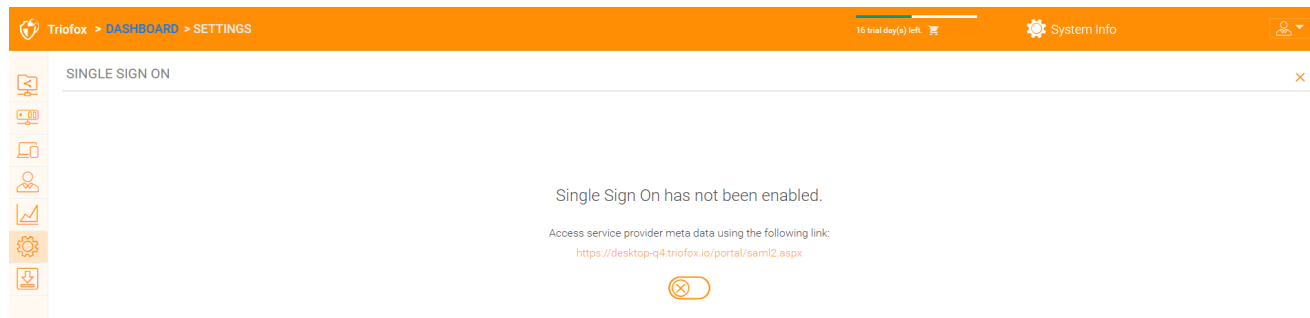 Triofox > DASHBOARD > SETTINGS
16 trial day(s) left.
System Info
SINGLE SIGN ON
Single Sign On has not been enabled.
Access service provider meta data using the following link:
https://desktop-q4.triofox.io/portal/saml2.aspx